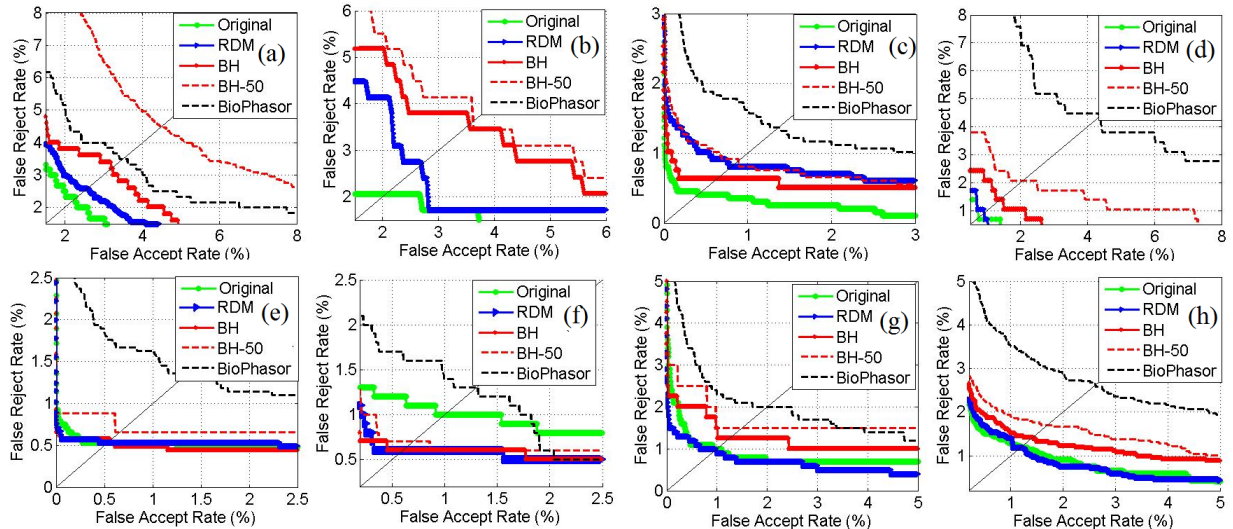 Original
RDM
BH
BH-50
BioPhasor
(a)
False Reject Rate (%)
8
7
6
5
4
3
2
2
4
6
8
False Accept Rate (%)
Original
RDM
BH
BH-50
BioPhasor
(b)
False Reject Rate (%)
6
5
4
3
2
2
3
4
5
6
False Accept Rate (%)
Original
RDM
BH
BH-50
BioPhasor
(c)
False Reject Rate (%)
3
2
1
0
0
1
2
3
False Accept Rate (%)
Original
RDM
BH
BH-50
BioPhasor
(d)
False Reject Rate (%)
8
7
6
5
4
3
2
1
2
4
6
8
False Accept Rate (%)
Original
RDM
BH
BH-50
BioPhasor
(e)
False Reject Rate (%)
2.5
2
1.5
1
0.5
0
0
0.5
1
1.5
2
2.5
False Accept Rate (%)
Original
RDM
BH
BH-50
BioPhasor
(f)
False Reject Rate (%)
2.5
2
1.5
1
0.5
0.5
1
1.5
2
2.5
False Accept Rate (%)
Original
RDM
BH
BH-50
BioPhasor
(g)
False Reject Rate (%)
5
4
3
2
1
0
0
1
2
3
4
5
False Accept Rate (%)
Original
RDM
BH
BH-50
BioPhasor
(h)
False Reject Rate (%)
5
4
3
2
1
1
2
3
4
5
False Accept Rate (%)